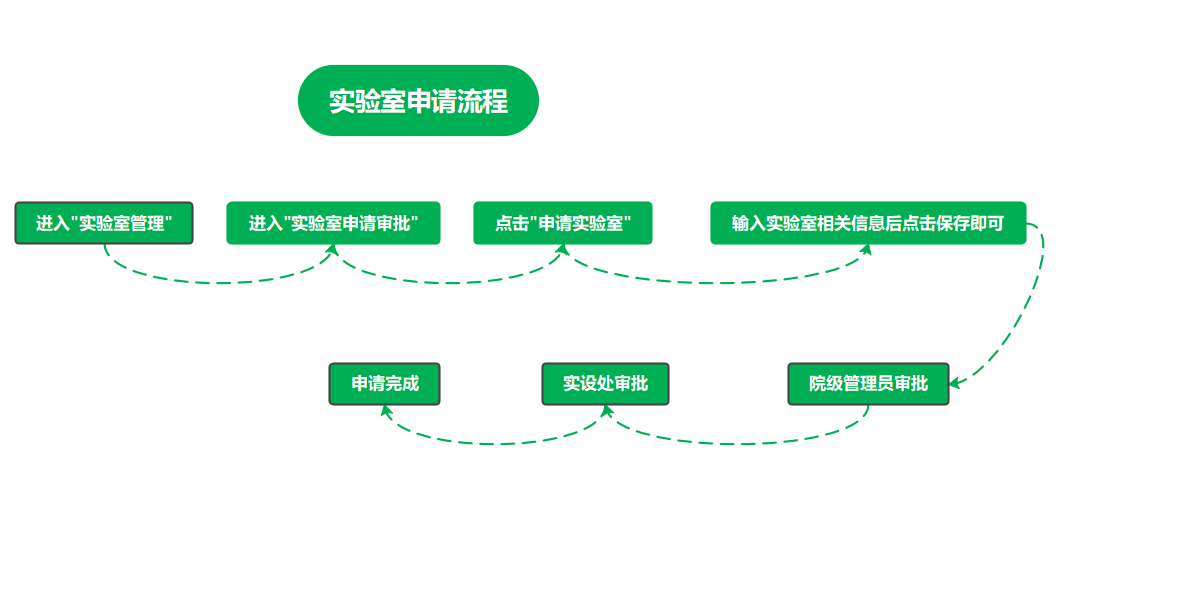 实验室申请流程
进入"实验室管理"
进入"实验室申请审批"
点击"申请实验室"
输入实验室相关信息后点击保存即可
院级管理员审批
实设处审批
申请完成